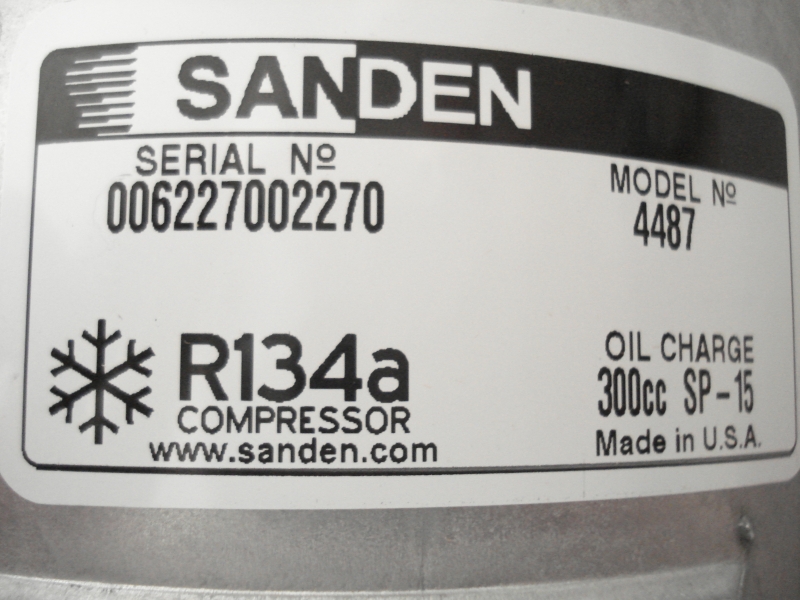 SANDEN
SERIAL Nº
006227002270
MODEL Nº
4487
R134a
COMPRESSOR
www.sanden.com
OIL CHARGE
300cc SP-15
Made in U.S.A.